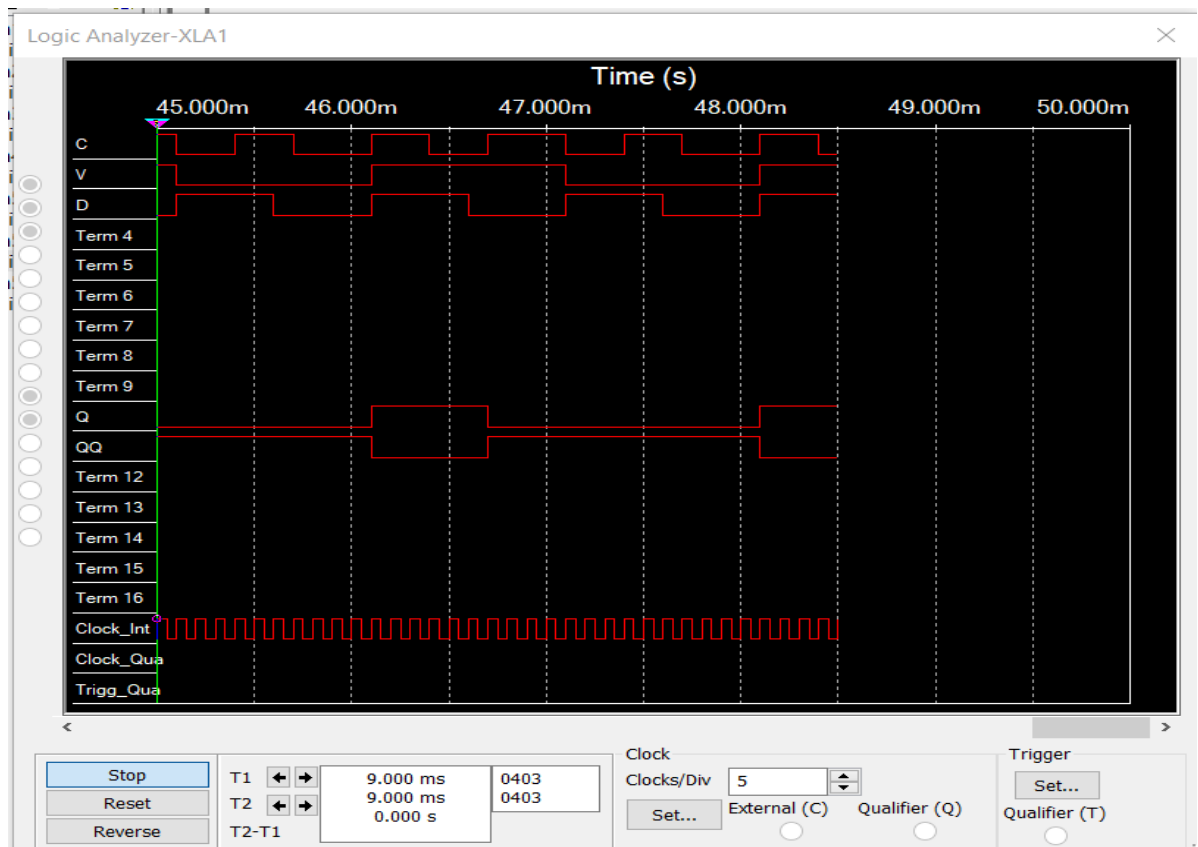 Logic Analyzer-XLA1
Time (s)
45.000m 46.000m 47.000m 48.000m 49.000m 50.000m
C
V
D
Term 4
Term 5
Term 6
Term 7
Term 8
Term 9
Q
QQ
Term 12
Term 13
Term 14
Term 15
Term 16
Clock_Int
Clock_Qua
Trigg_Qua
Stop
Reset
Reverse
T1 9.000 ms 0403
T2 9.000 ms 0403
T2-T1 0.000 s
Clock
Clocks/Div 5
Set... External (C) Qualifier (Q)
Trigger
Set...
Qualifier (T)